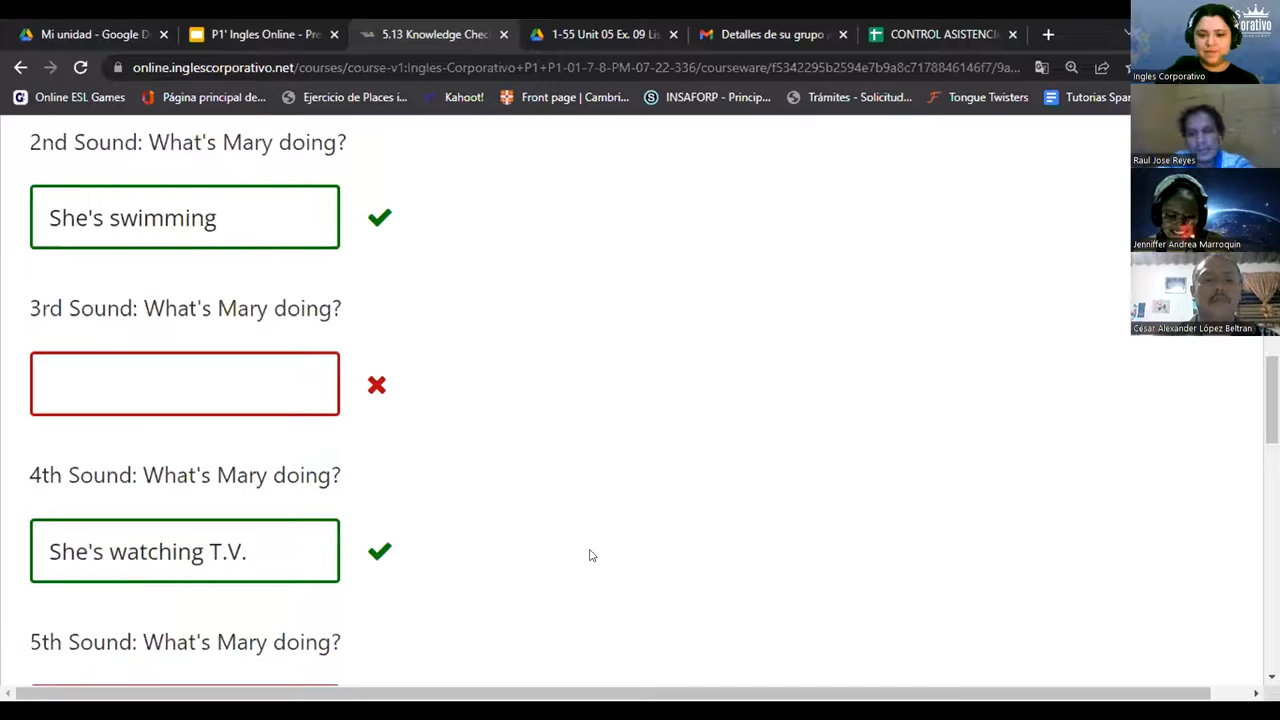 Mi unidad - Google D
P1' Ingles Online - Pre
5.13 Knowledge Chec
1-55 Unit 05 Ex. 09 Lis
Detalles de su grupo
CONTROL ASISTENCI
online.inglescorporativo.net/courses/course-v1:Ingles-Corporativo+P1+P1-01-7-8-PM-07-22-336/courseware/f5342295b2594e7b9a8c7178846146f7/9a...
Online ESL Games
Página principal de...
Ejercicio de Places i...
Kahoot!
Front page | Cambri...
INSAFORP - Princip...
Trámites - Solicitud...
Tongue Twisters
Tutorias Spar
orativo
Ingles Corporativo
Raul Jose Reyes
Jenniffer Andrea Marroquin
César Alexander López Beltran
2nd Sound: What's Mary doing?
She's swimming
3rd Sound: What's Mary doing?
4th Sound: What's Mary doing?
She's watching T.V.
5th Sound: What's Mary doing?